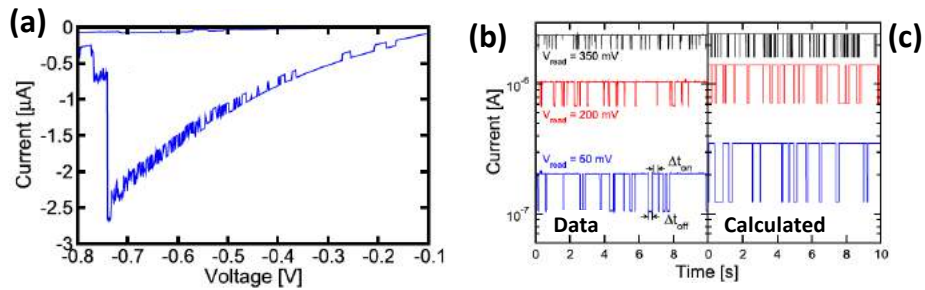 (a)
0
-0.5
-1
-1.5
-2
-2.5
-3
Current [µA]
-0.8 -0.7 -0.6 -0.5 -0.4 -0.3 -0.2 -0.1
Voltage [V]
(b)
Current [A]
10⁻⁶
10⁻⁷
V_read = 350 mV
V_read = 200 mV
V_read = 60 mV
Δt_on
Δt_off
Data
0 2 4 6 8
(c)
Calculated
0 2 4 6 8 10
Time [s]